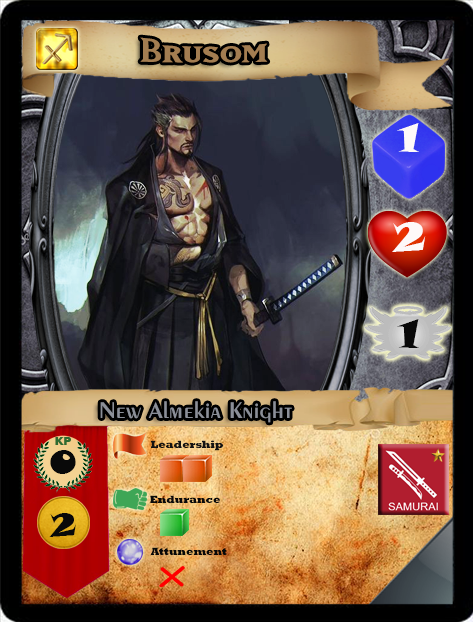 Brusom
1
2
1
New Almekia Knight
KP
2
Leadership
Endurance
Attunement
SAMURAI